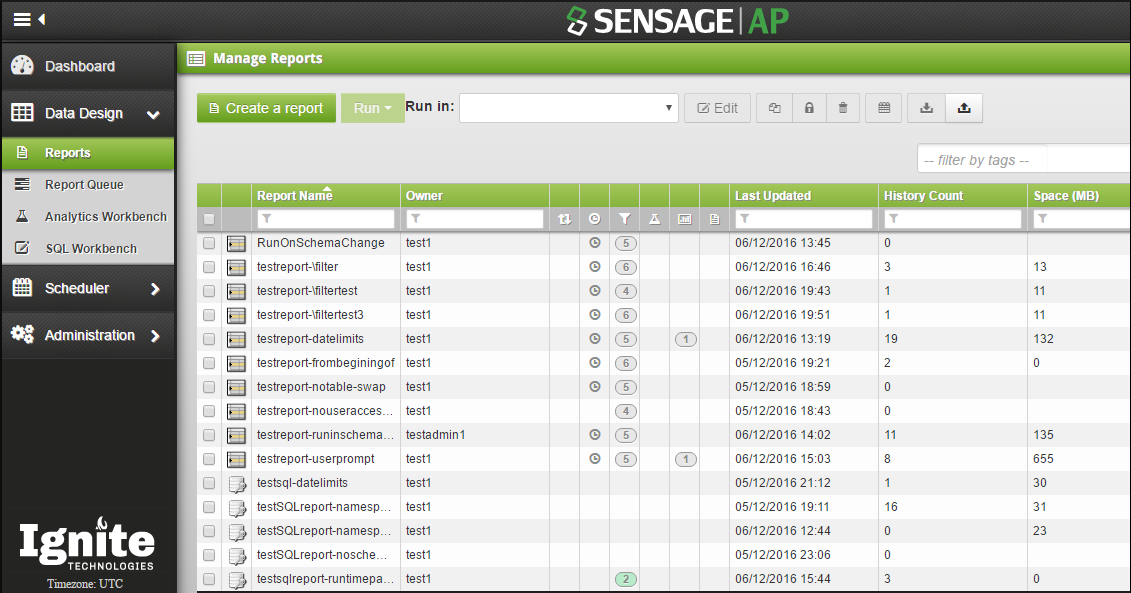 SENSAGE AP
Dashboard
Data Design
Reports
Report Queue
Analytics Workbench
SQL Workbench
Scheduler
Administration
Ignite
TECHNOLOGIES
Timezone: UTC
Manage Reports
Create a report Run Run in: Edit
-- filter by tags --
Report Name Owner Last Updated History Count Space (MB)
RunOnSchemaChange test1 5 06/12/2016 13:45 0
testreport-\filter test1 6 06/12/2016 16:46 3 13
testreport-\filtertest test1 4 06/12/2016 19:43 1 11
testreport-\filtertest3 test1 6 06/12/2016 19:51 1 11
testreport-datelimits test1 5 1 06/12/2016 13:19 19 132
testreport-frombeginingof test1 6 05/12/2016 19:21 2 0
testreport-notable-swap test1 5 05/12/2016 18:59 0
testreport-nouseracces... test1 4 05/12/2016 18:43 0
testreport-runinschema... testadmin1 5 06/12/2016 14:02 11 135
testreport-userprompt test1 5 1 06/12/2016 15:03 8 655
testsql-datelimits test1 05/12/2016 21:12 1 30
testSQLreport-namesp... test1 05/12/2016 19:11 16 31
testSQLreport-namesp... test1 06/12/2016 12:44 0 23
testSQLreport-nosche... test1 05/12/2016 23:06 0
testsqlreport-runtimepa... test1 2 06/12/2016 15:44 3 0